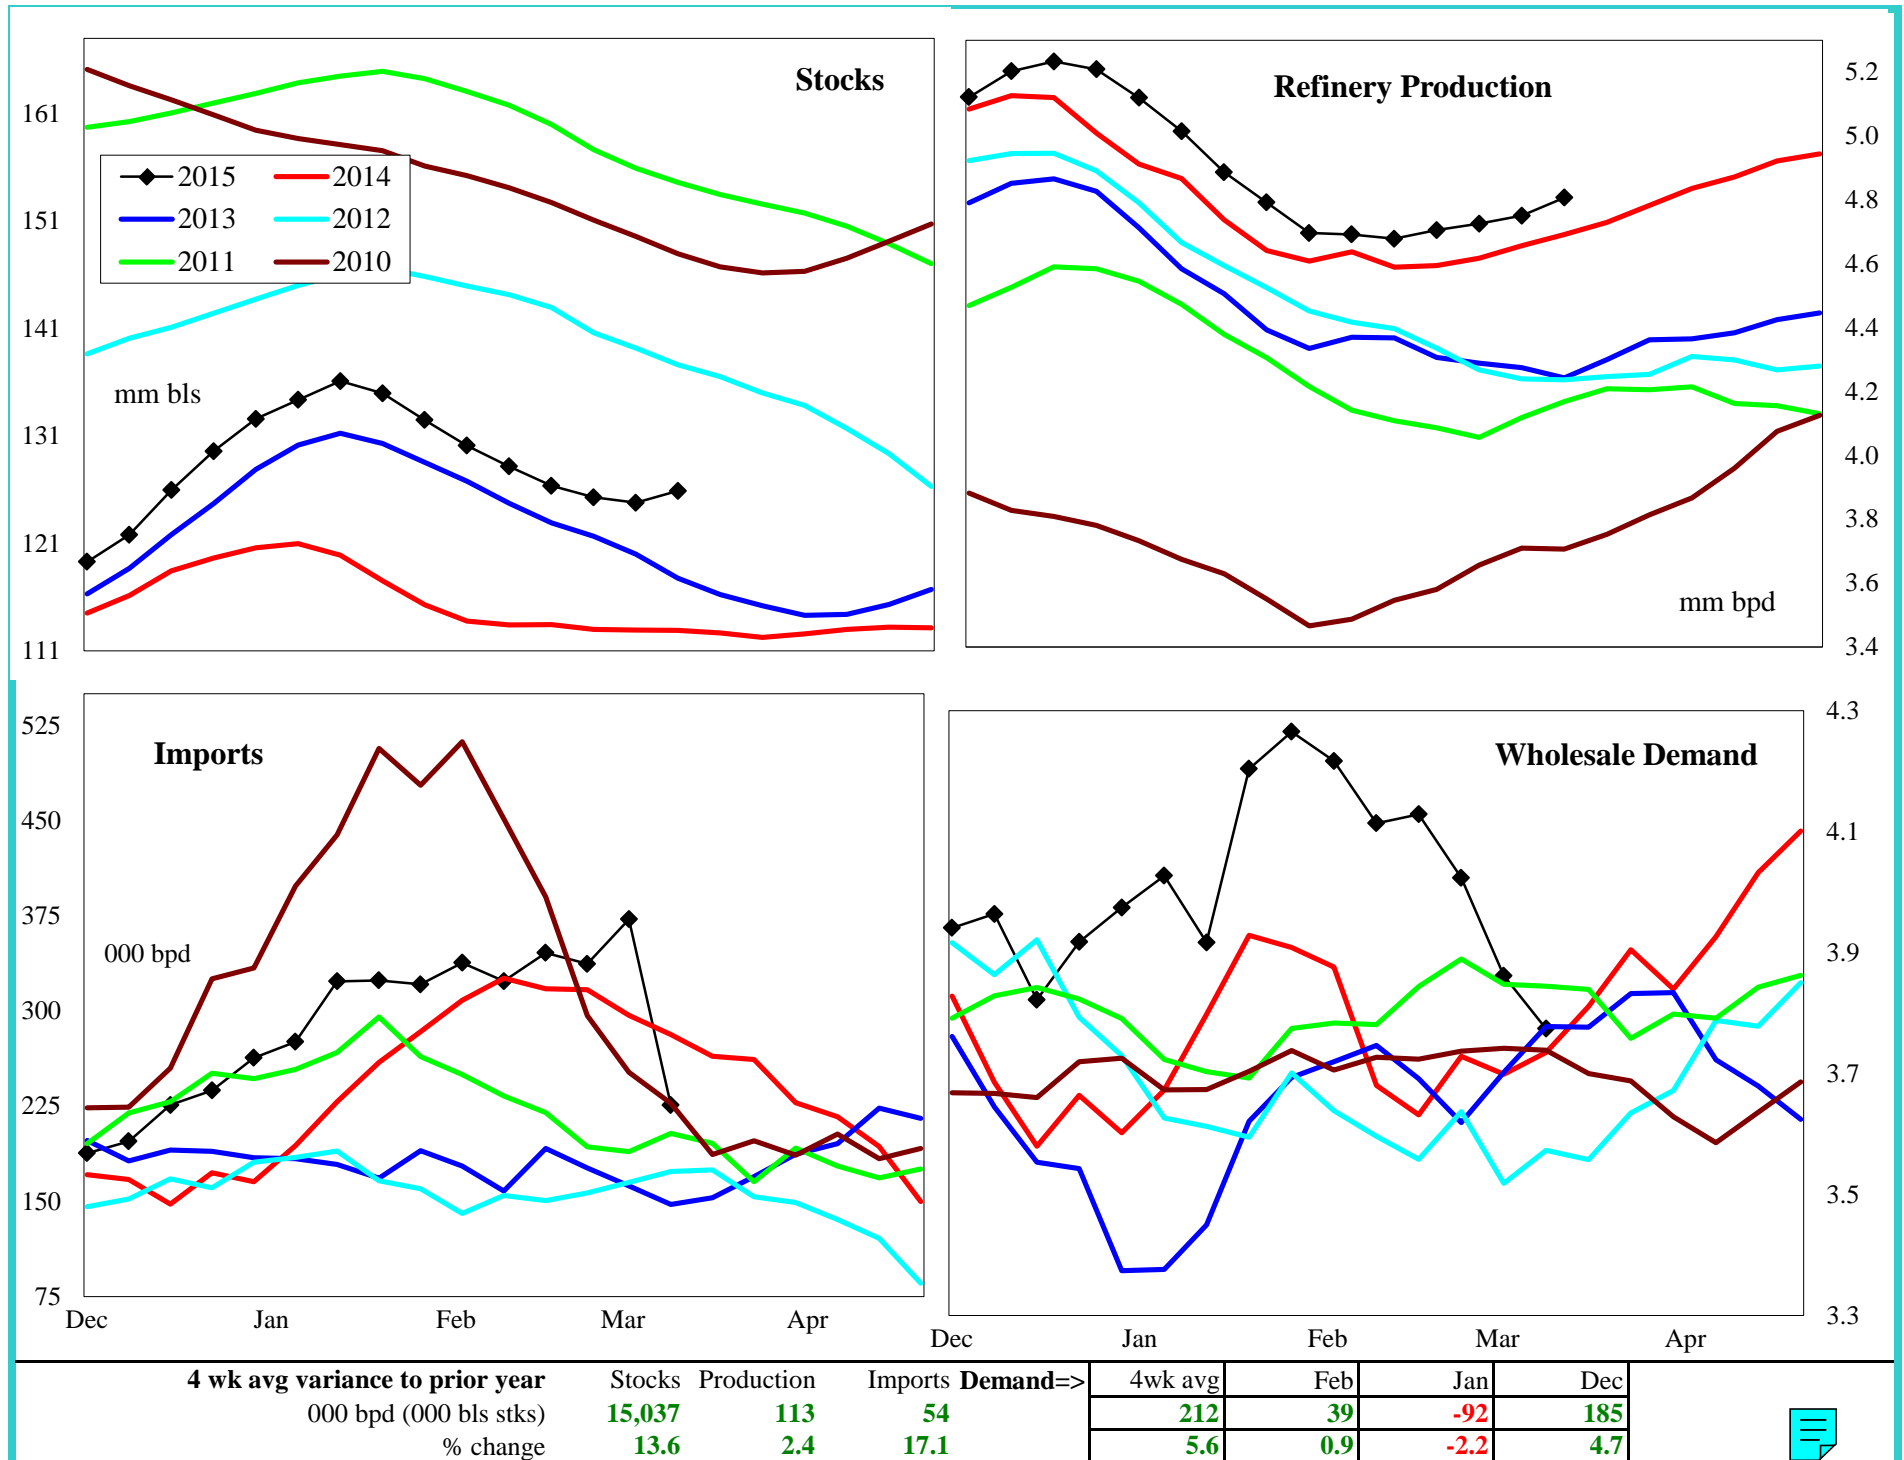 Stocks
161
151
141
131
121
111
2015
2014
2013
2012
2011
2010
mm bls
Refinery Production
5.2
5.0
4.8
4.6
4.4
4.2
4.0
3.8
3.6
3.4
mm bpd
Imports
525
450
375
300
225
150
75
000 bpd
Dec Jan Feb Mar Apr
Wholesale Demand
4.3
4.1
3.9
3.7
3.5
3.3
Dec Jan Feb Mar Apr
4 wk avg variance to prior year Stocks Production Imports Demand=> 4wk avg Feb Jan Dec
000 bpd (000 bls stks) 15,037 113 54 212 39 -92 185
% change 13.6 2.4 17.1 5.6 0.9 -2.2 4.7